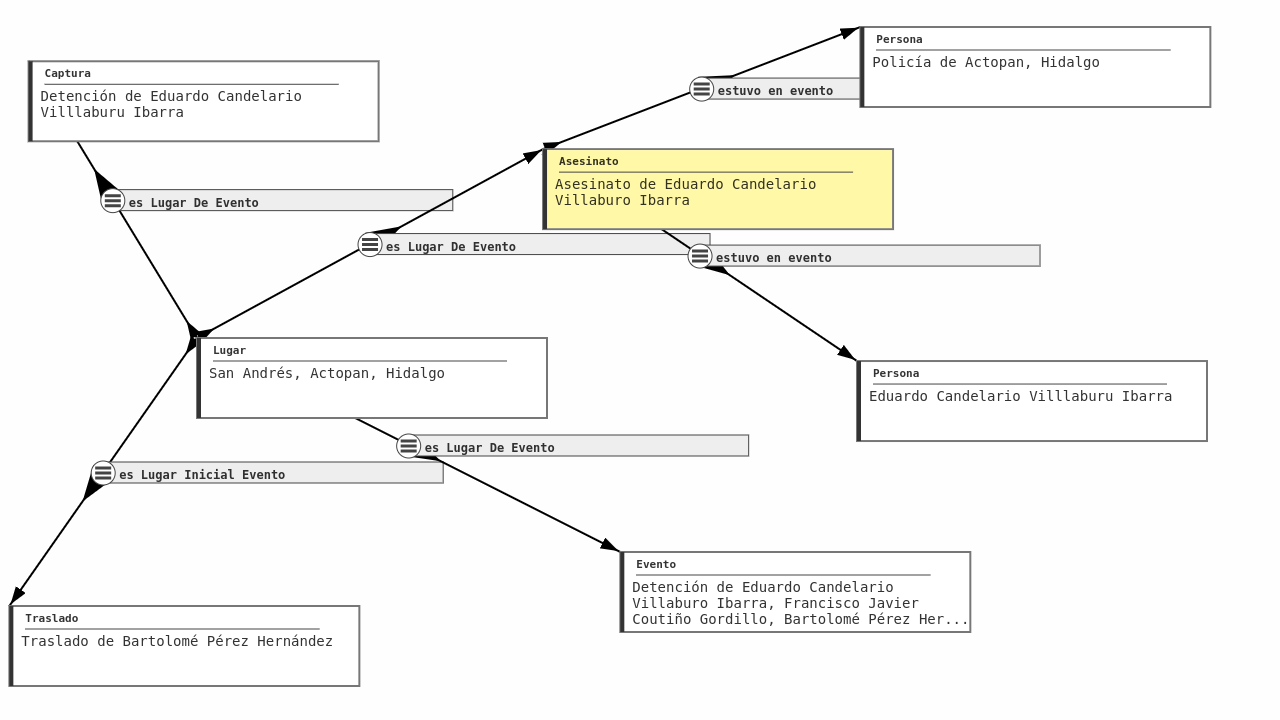 Persona
Policía de Actopan, Hidalgo
Captura
Detención de Eduardo Candelario
Villlaburu Ibarra
estuvo en evento
Asesinato
Asesinato de Eduardo Candelario
Villaburo Ibarra
es Lugar De Evento
es Lugar De Evento
estuvo en evento
Lugar
San Andrés, Actopan, Hidalgo
Persona
Eduardo Candelario Villlaburu Ibarra
es Lugar De Evento
es Lugar Inicial Evento
Evento
Detención de Eduardo Candelario
Villaburo Ibarra, Francisco Javier
Coutiño Gordillo, Bartolomé Pérez Her...
Traslado
Traslado de Bartolomé Pérez Hernández